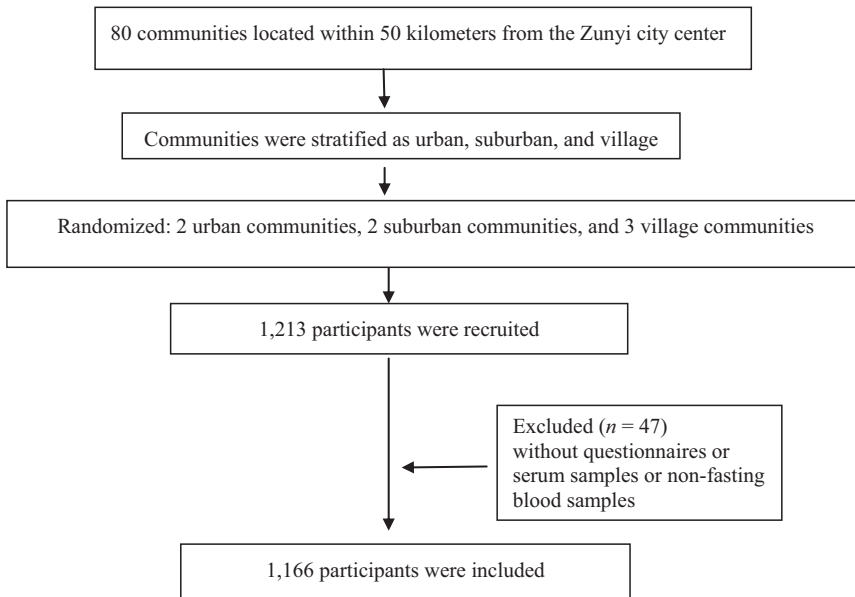 80 communities located within 50 kilometers from the Zunyi city center
Communities were stratified as urban, suburban, and village
Randomized: 2 urban communities, 2 suburban communities, and 3 village communities
1,213 participants were recruited
Excluded (n = 47)
without questionnaires or
serum samples or non-fasting
blood samples
1,166 participants were included